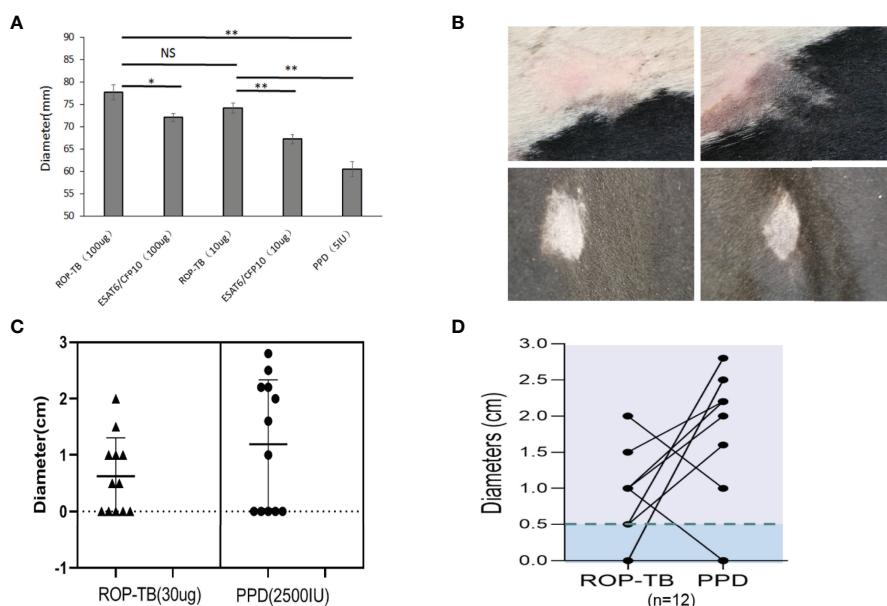 A
90
85
80
75
70
65
60
55
50
Diameter(mm)
**
NS
**
*
**
ROP-TB（100ug）
ESAT6/CFP10（100ug）
ROP-TB（10ug）
ESAT6/CFP10（10ug）
PPD（5IU）
B
C
3
2
1
0
-1
Diameter(cm)
ROP-TB(30ug)
PPD(2500IU)
D
3.0
2.5
2.0
1.5
1.0
0.5
0.0
Diameters (cm)
ROP-TB PPD
(n=12)